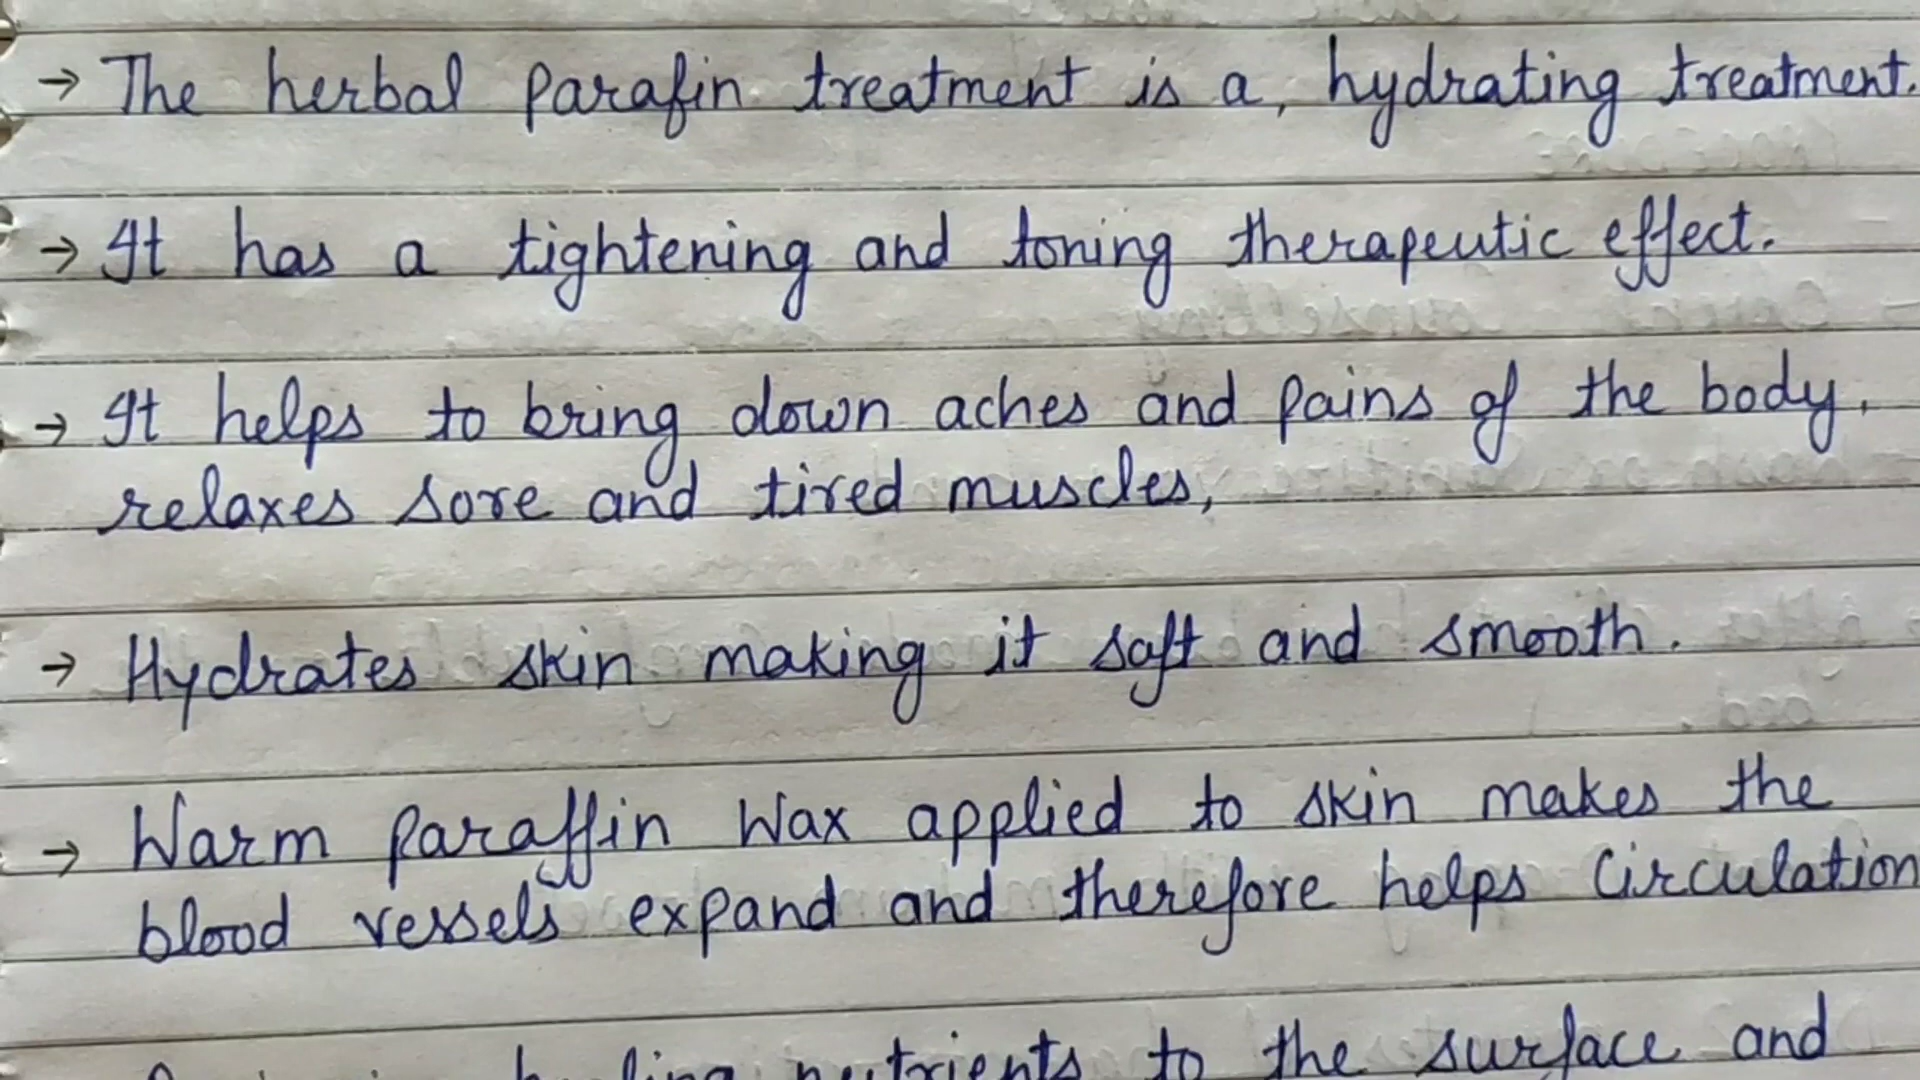 → The herbal parafin treatment is a, hydrating treatment.
→ It has a tightening and toning therapeutic effect.
→ It helps to bring down aches and pains of the body,
relaxes sore and tired muscles,
→ Hydrates skin making it soft and smooth.
→ Warm paraffin Wax applied to skin makes the
blood vessels expand and therefore helps Circulation
nutrients to the surface and